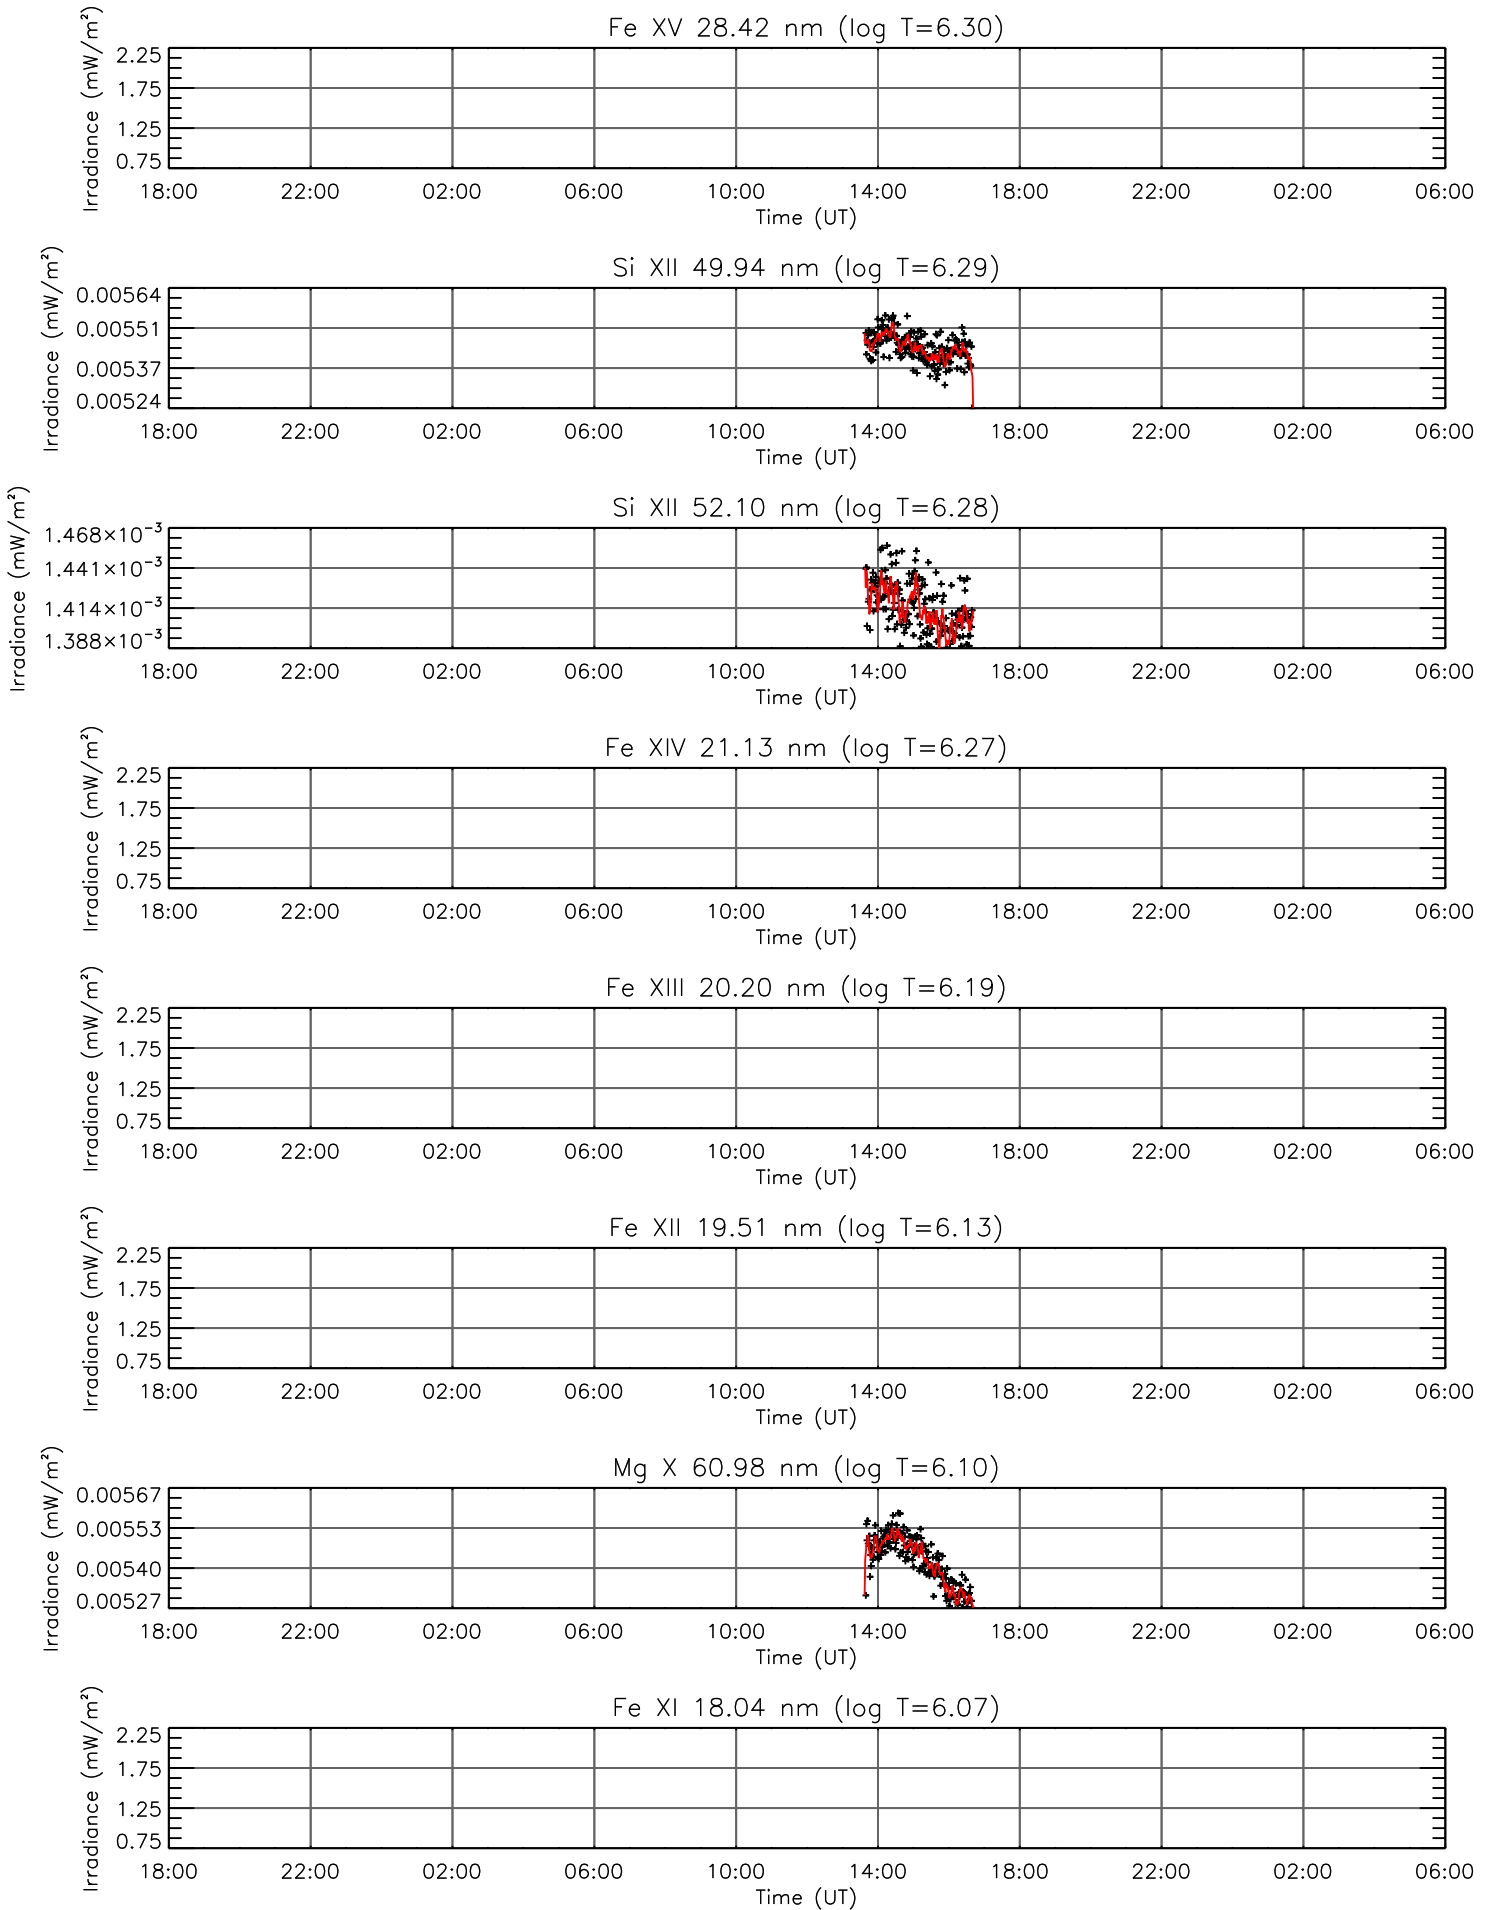 Fe XV 28.42 nm (log T=6.30)
Irradiance (mW/m²)
2.25
1.75
1.25
0.75
18:00 22:00 02:00 06:00 10:00 14:00 18:00 22:00 02:00 06:00
Time (UT)
Si XII 49.94 nm (log T=6.29)
Irradiance (mW/m²)
0.00564
0.00551
0.00537
0.00524
18:00 22:00 02:00 06:00 10:00 14:00 18:00 22:00 02:00 06:00
Time (UT)
Si XII 52.10 nm (log T=6.28)
Irradiance (mW/m²)
1.468×10⁻³
1.441×10⁻³
1.414×10⁻³
1.388×10⁻³
18:00 22:00 02:00 06:00 10:00 14:00 18:00 22:00 02:00 06:00
Time (UT)
Fe XIV 21.13 nm (log T=6.27)
Irradiance (mW/m²)
2.25
1.75
1.25
0.75
18:00 22:00 02:00 06:00 10:00 14:00 18:00 22:00 02:00 06:00
Time (UT)
Fe XIII 20.20 nm (log T=6.19)
Irradiance (mW/m²)
2.25
1.75
1.25
0.75
18:00 22:00 02:00 06:00 10:00 14:00 18:00 22:00 02:00 06:00
Time (UT)
Fe XII 19.51 nm (log T=6.13)
Irradiance (mW/m²)
2.25
1.75
1.25
0.75
18:00 22:00 02:00 06:00 10:00 14:00 18:00 22:00 02:00 06:00
Time (UT)
Mg X 60.98 nm (log T=6.10)
Irradiance (mW/m²)
0.00567
0.00553
0.00540
0.00527
18:00 22:00 02:00 06:00 10:00 14:00 18:00 22:00 02:00 06:00
Time (UT)
Fe XI 18.04 nm (log T=6.07)
Irradiance (mW/m²)
2.25
1.75
1.25
0.75
18:00 22:00 02:00 06:00 10:00 14:00 18:00 22:00 02:00 06:00
Time (UT)